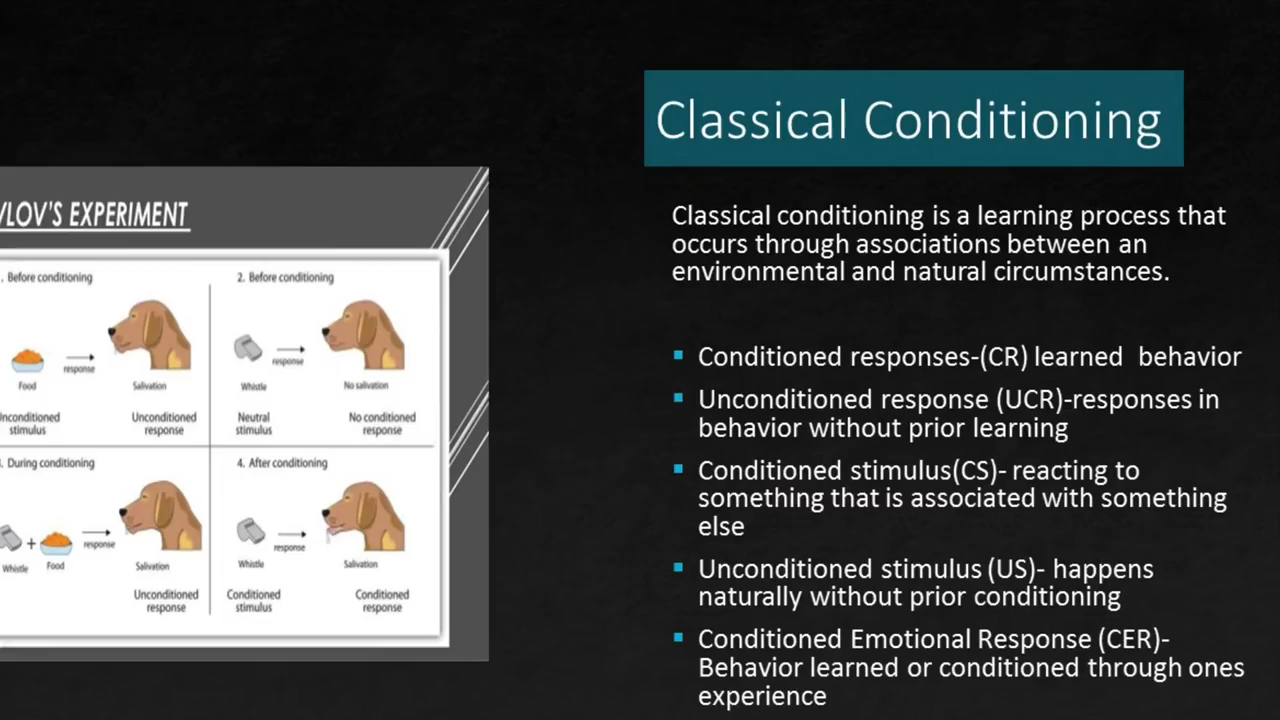 Classical Conditioning
Classical conditioning is a learning process that
occurs through associations between an
environmental and natural circumstances.
Conditioned responses-(CR) learned  behavior
Unconditioned response (UCR)-responses in
behavior without prior learning
Conditioned stimulus(CS)- reacting to
something that is associated with something
else
Unconditioned stimulus (US)- happens
naturally without prior conditioning
Conditioned Emotional Response (CER)-
Behavior learned or conditioned through ones
experience
VLOV'S EXPERIMENT
. Before conditioning
response
Food
Salivation
nconditioned
stimulus
Unconditioned
response
2. Before conditioning
response
Whistle
No salivation
Neutral
stimulus
No conditioned
response
. During conditioning
+
response
Whistle
Food
Salivation
Unconditioned
response
4. After conditioning
response
Whistle
Salivation
Conditioned
stimulus
Conditioned
response